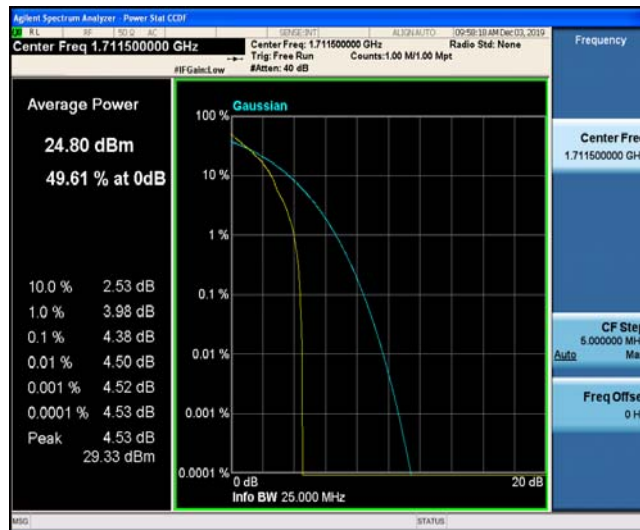 Agilent Spectrum Analyzer - Power Stat CCDF
RL RF 50 Ω AC SENSE:INT ALIGN AUTO 09:58:18 AM Dec 03, 2019
Center Freq 1.711500000 GHz
Center Freq: 1.711500000 GHz Radio Std: None
Trig: Free Run Counts:1.00 M/1.00 Mpt
#IFGain:Low #Atten: 40 dB
Frequency
Average Power
24.80 dBm
49.61 % at 0dB
10.0 % 2.53 dB
1.0 % 3.98 dB
0.1 % 4.38 dB
0.01 % 4.50 dB
0.001 % 4.52 dB
0.0001 % 4.53 dB
Peak 4.53 dB
29.33 dBm
Gaussian
100 %
10 %
1 %
0.1 %
0.01 %
0.001 %
0.0001 %
0 dB 20 dB
Info BW 25.000 MHz
Center Fre
1.711500000 GH
CF Step
5.000000 MH
Auto Ma
Freq Offse
0 H
MSG STATUS